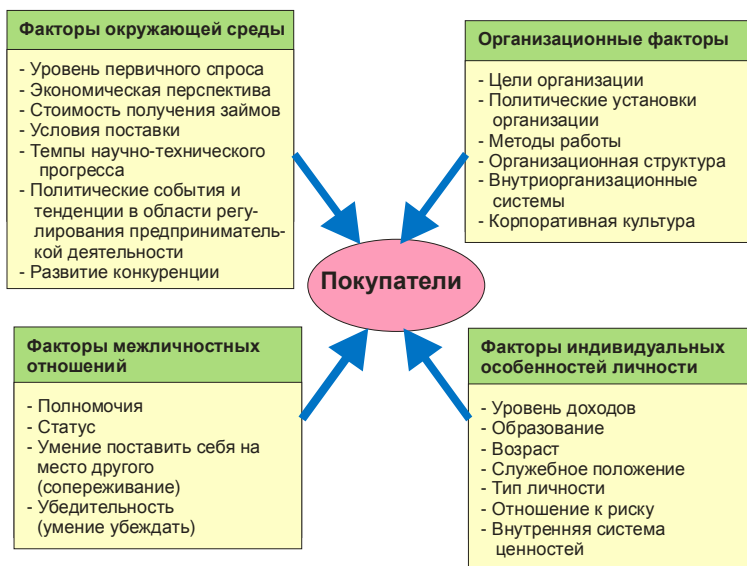 Факторы окружающей среды
- Уровень первичного спроса
- Экономическая перспектива
- Стоимость получения займов
- Условия поставки
- Темпы научно-технического
прогресса
- Политические события и
тенденции в области регу-
лирования предприниматель-
кой деятельности
- Развитие конкуренции
Организационные факторы
- Цели организации
- Политические установки
организации
- Методы работы
- Организационная структура
- Внутриорганизационные
системы
- Корпоративная культура
Покупатели
Факторы межличностных
отношений
- Полномочия
- Статус
- Умение поставить себя на
место другого
(сопереживание)
- Убедительность
(умение убеждать)
Факторы индивидуальных
особенностей личности
- Уровень доходов
- Образование
- Возраст
- Служебное положение
- Тип личности
- Отношение к риску
- Внутренняя система
ценностей